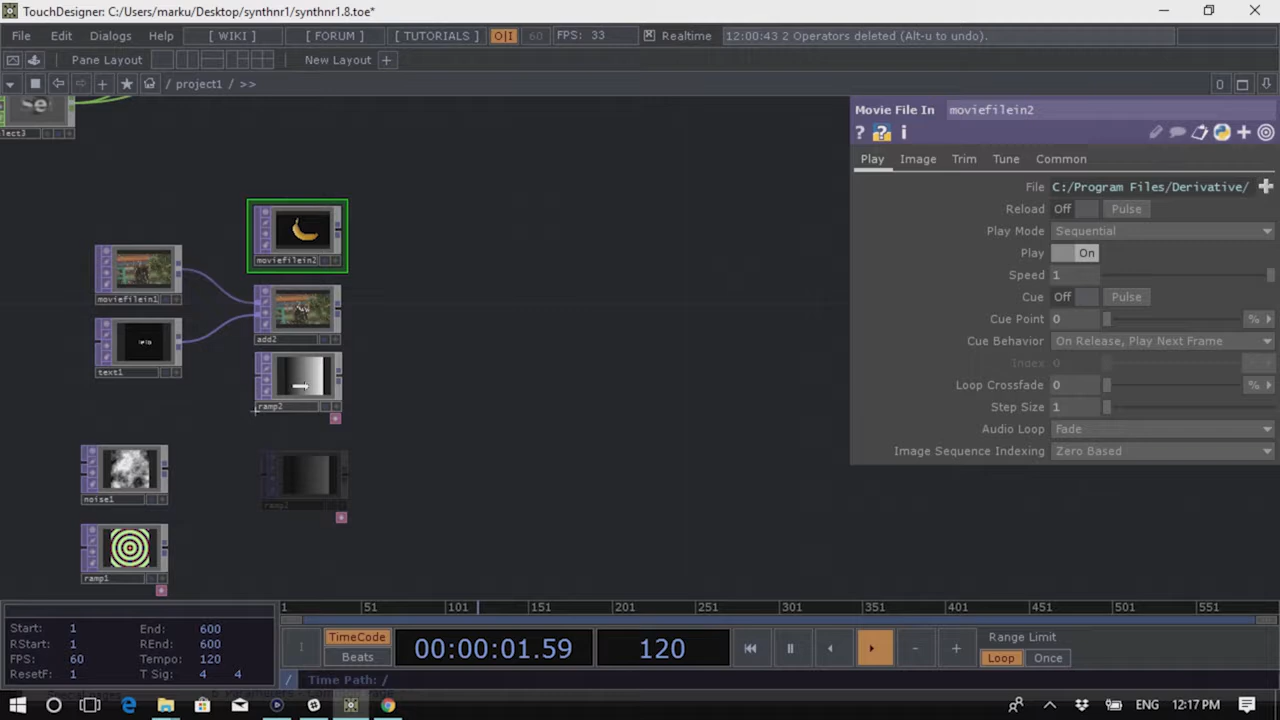 TouchDesigner: C:/Users/marku/Desktop/synthnr1/synthnr1.8.toe*
File Edit Dialogs Help [ WIKI ] [ FORUM ] [ TUTORIALS ] O|I 60 FPS: 33 Realtime 12:00:43 2 Operators deleted (Alt-u to undo).
Pane Layout New Layout +
/ project1 / >> 0
lect3
Movie File In moviefilein2
? ? i
Play Image Trim Tune Common
File C:/Program Files/Derivative/
Reload Off Pulse
Play Mode Sequential
Play On
Speed 1
Cue Off Pulse
Cue Point 0 %
Cue Behavior On Release, Play Next Frame
Index 0
Loop Crossfade 0 %
Step Size 1
Audio Loop Fade
Image Sequence Indexing Zero Based
moviefilein2
moviefilein1
add2
text1
ramp2
noise1
ramp1
1 51 101 151 201 251 301 351 401 451 501 551
Start: 1 End: 600
RStart: 1 REnd: 600
FPS: 60 Tempo: 120
ResetF: 1 T Sig: 4 4
TimeCode
Beats
00:00:01.59
120
Range Limit
Loop Once
/ Time Path: /
ENG 12:17 PM